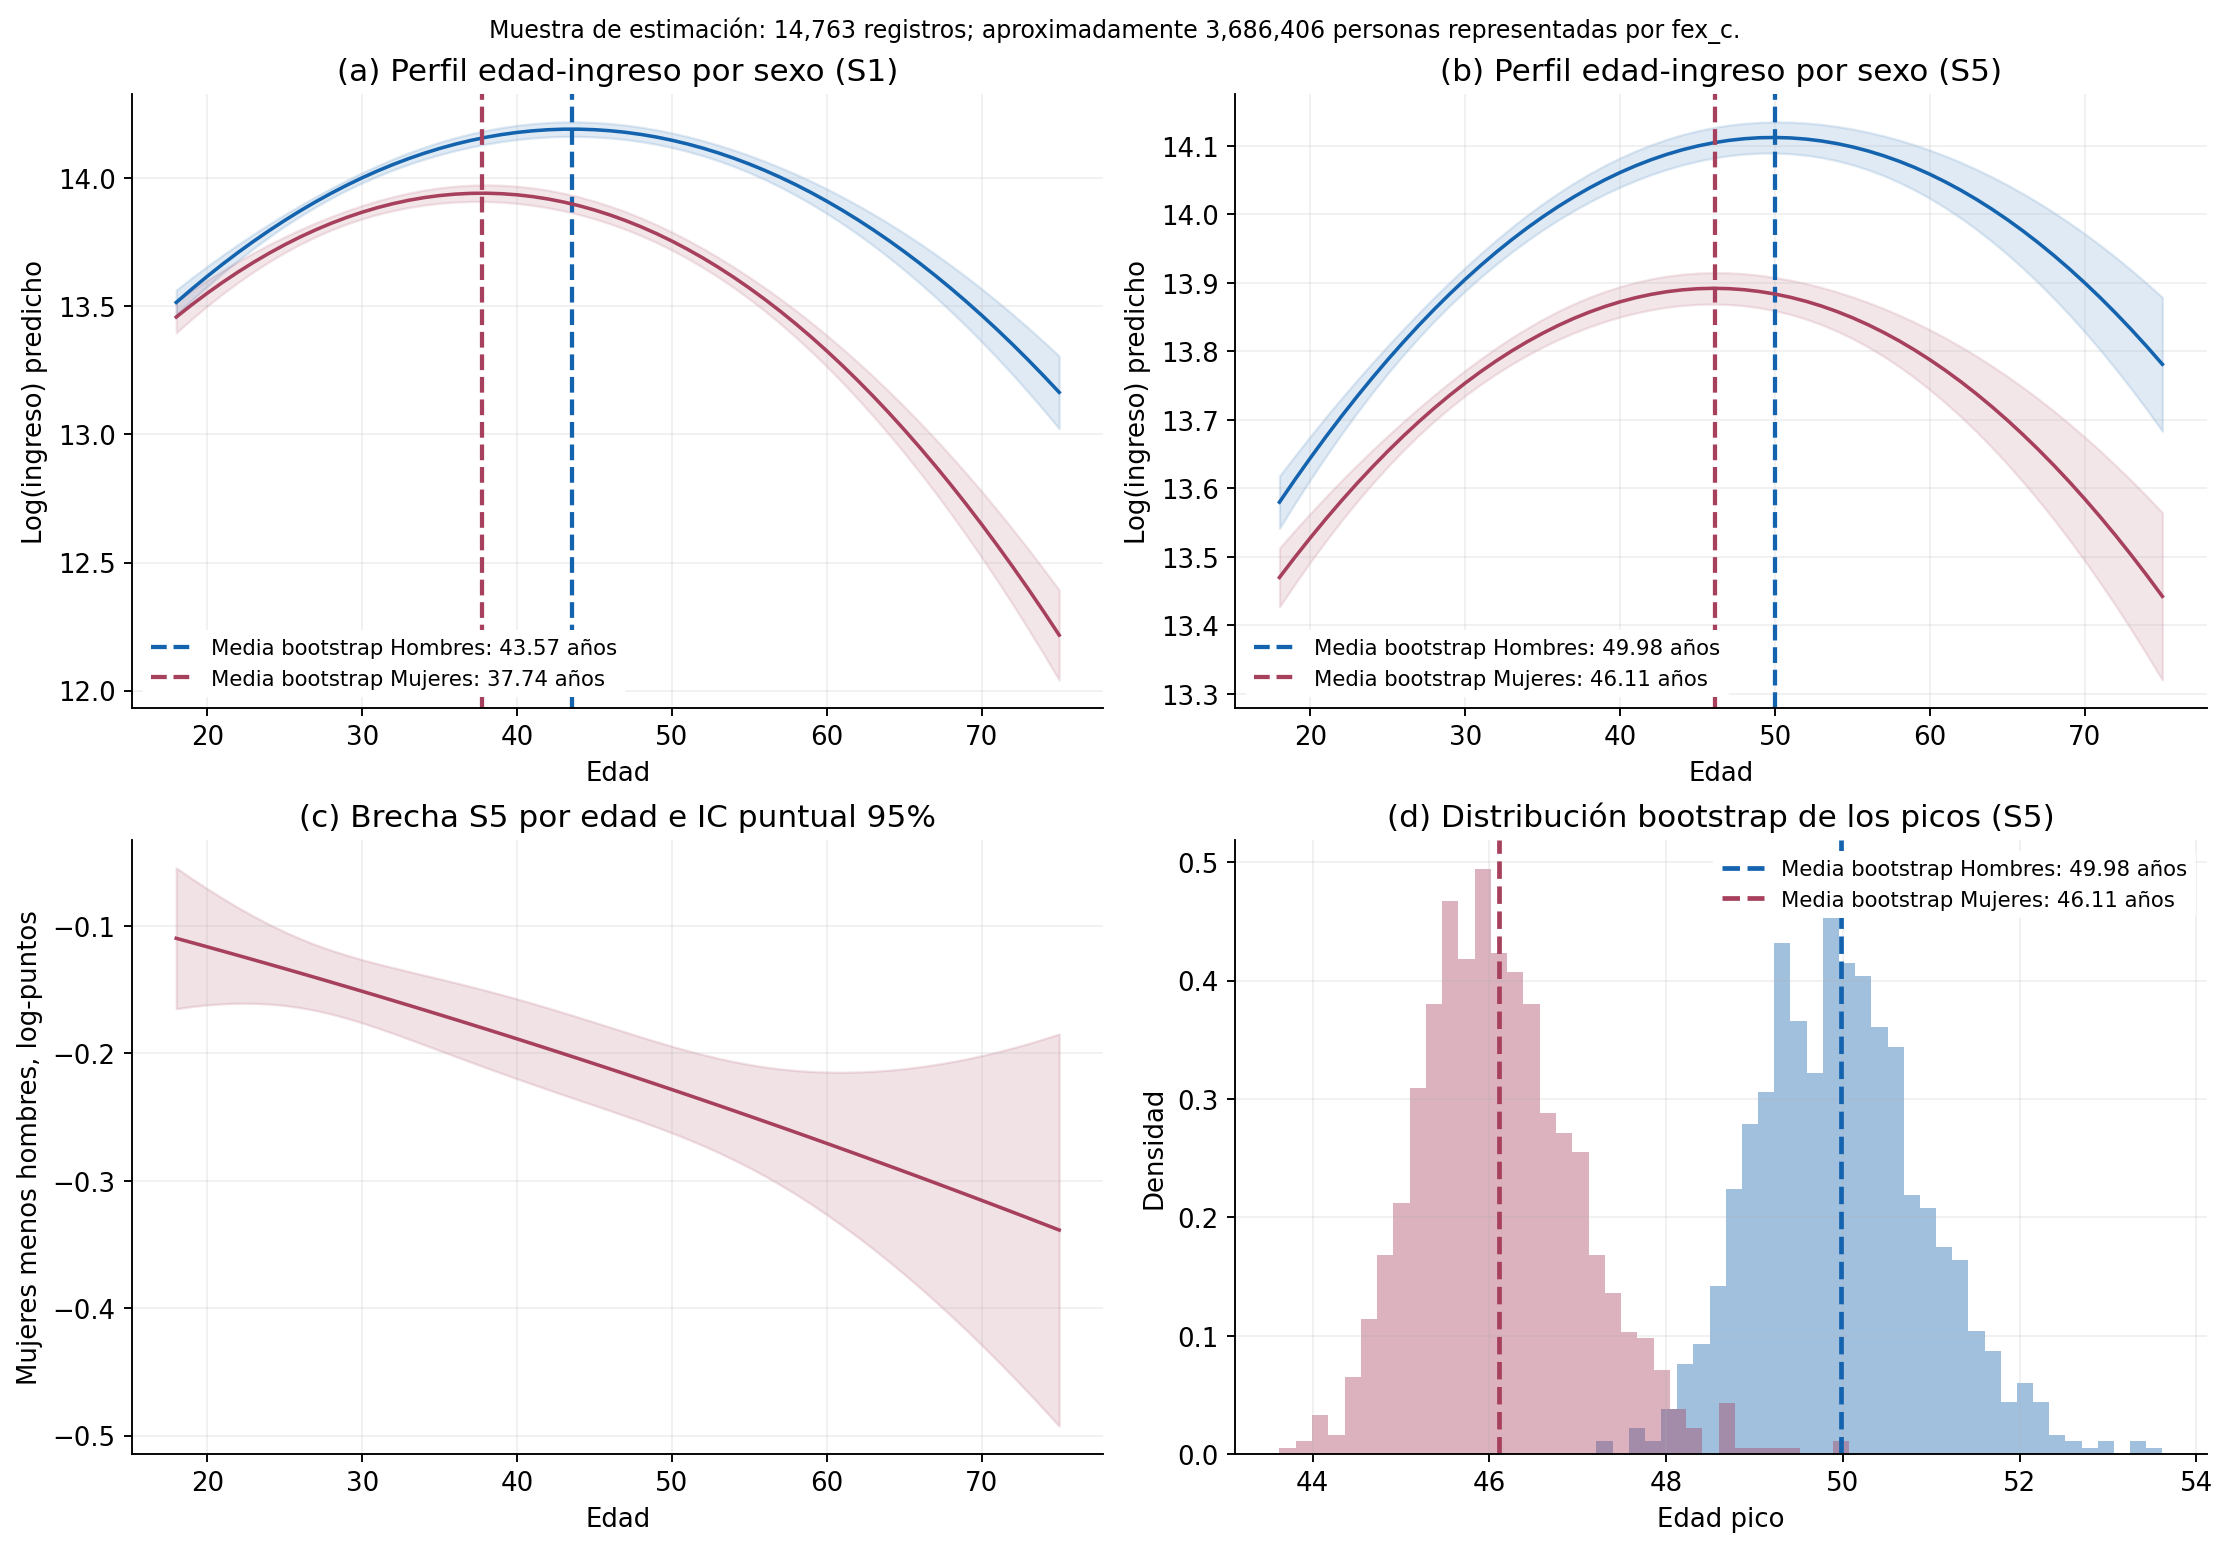 Muestra de estimación: 14,763 registros; aproximadamente 3,686,406 personas representadas por fex_c.
(a) Perfil edad-ingreso por sexo (S1)
Log(ingreso) predicho
14.0
13.5
13.0
12.5
12.0
Media bootstrap Hombres: 43.57 años
Media bootstrap Mujeres: 37.74 años
20 30 40 50 60 70
Edad
(b) Perfil edad-ingreso por sexo (S5)
Log(ingreso) predicho
14.1
14.0
13.9
13.8
13.7
13.6
13.5
13.4
13.3
Media bootstrap Hombres: 49.98 años
Media bootstrap Mujeres: 46.11 años
20 30 40 50 60 70
Edad
(c) Brecha S5 por edad e IC puntual 95%
Mujeres menos hombres, log-puntos
−0.1
−0.2
−0.3
−0.4
−0.5
20 30 40 50 60 70
Edad
(d) Distribución bootstrap de los picos (S5)
Densidad
0.5
0.4
0.3
0.2
0.1
0.0
Media bootstrap Hombres: 49.98 años
Media bootstrap Mujeres: 46.11 años
44 46 48 50 52 54
Edad pico